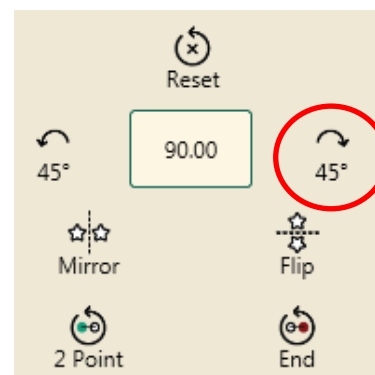 Reset
45°
90.00
45°
Mirror
Flip
2 Point
End